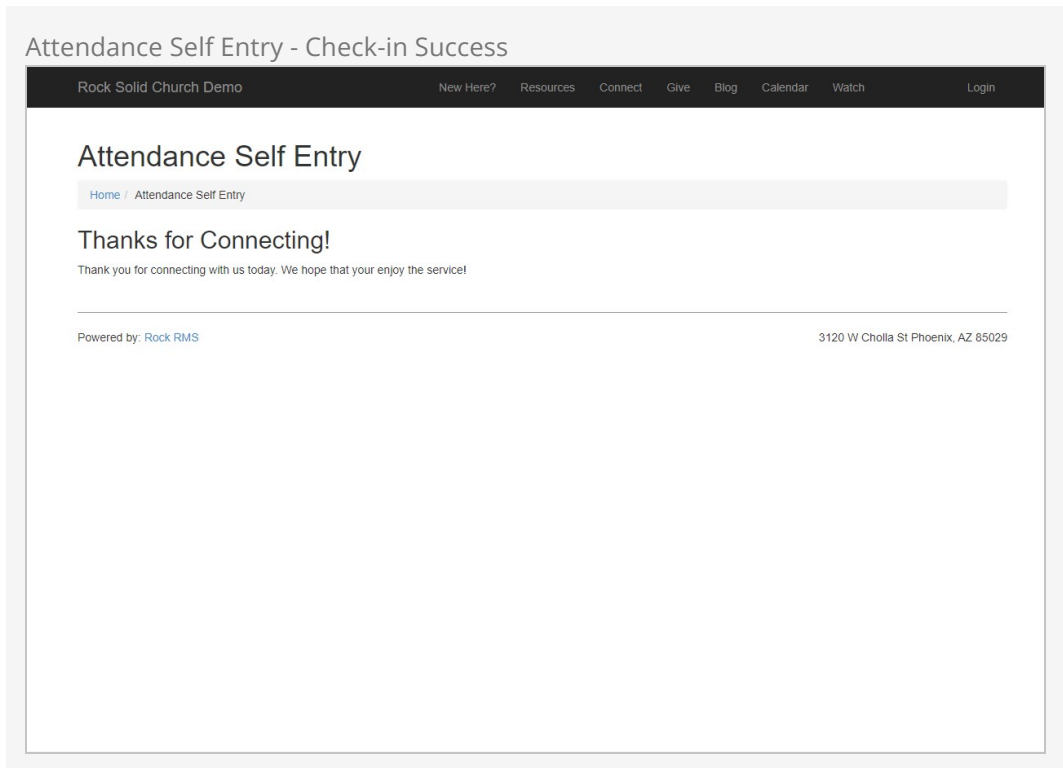 Attendance Self Entry - Check-in Success
Rock Solid Church Demo New Here? Resources Connect Give Blog Calendar Watch Login
Attendance Self Entry
Home / Attendance Self Entry
Thanks for Connecting!
Thank you for connecting with us today. We hope that your enjoy the service!
Powered by: Rock RMS 3120 W Cholla St Phoenix, AZ 85029